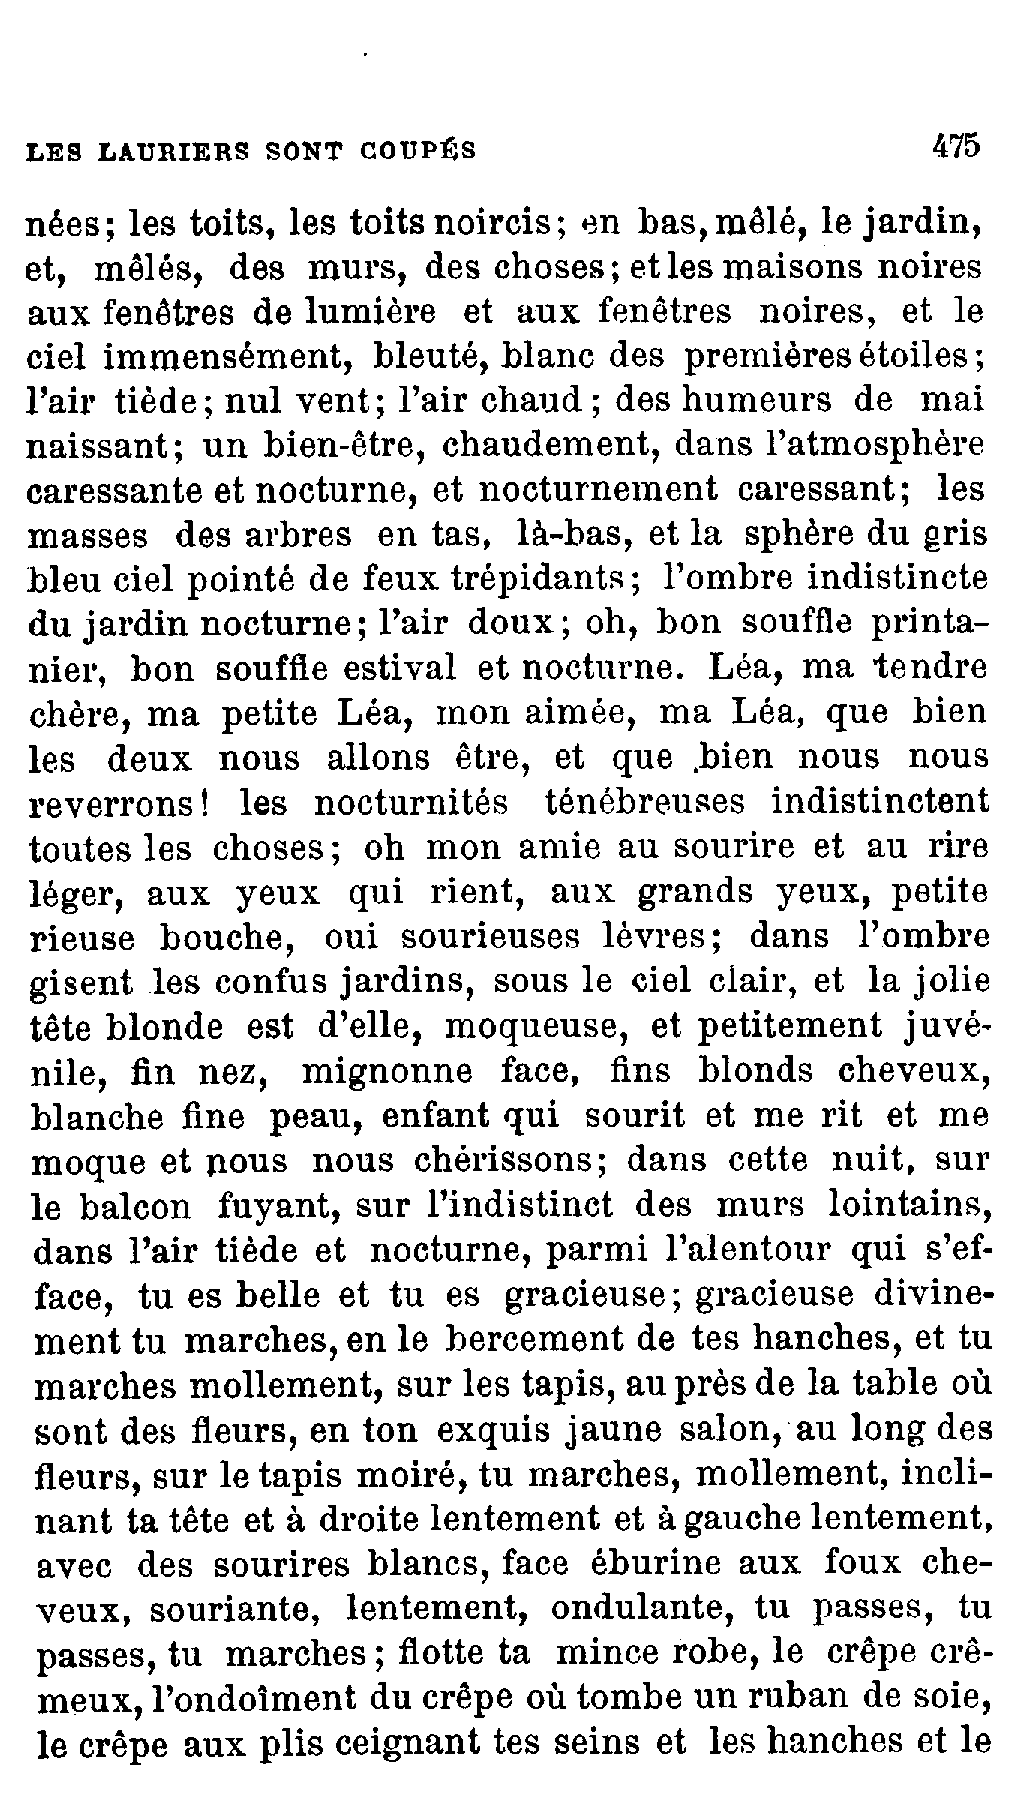 LES LAURIERS SONT COUPÉS 475
nées; les toits, les toits noircis; en bas, mêlé, le jardin,
et, mêlés, des murs, des choses; et les maisons noires
aux fenêtres de lumière et aux fenêtres noires, et le
ciel immensément, bleuté, blanc des premières étoiles;
l'air tiède; nul vent; l'air chaud; des humeurs de mai
naissant; un bien-être, chaudement, dans l'atmosphère
caressante et nocturne, et nocturnement caressant; les
masses des arbres en tas, là-bas, et la sphère du gris
bleu ciel pointé de feux trépidants; l'ombre indistincte
du jardin nocturne; l'air doux; oh, bon souffle printa-
nier, bon souffle estival et nocturne. Léa, ma tendre
chère, ma petite Léa, mon aimée, ma Léa, que bien
les deux nous allons être, et que bien nous nous
reverrons! les nocturnités ténébreuses indistinctent
toutes les choses; oh mon amie au sourire et au rire
léger, aux yeux qui rient, aux grands yeux, petite
rieuse bouche, oui sourieuses lèvres; dans l'ombre
gisent les confus jardins, sous le ciel clair, et la jolie
tête blonde est d'elle, moqueuse, et petitement juvé-
nile, fin nez, mignonne face, fins blonds cheveux,
blanche fine peau, enfant qui sourit et me rit et me
moque et nous nous chérissons; dans cette nuit, sur
le balcon fuyant, sur l'indistinct des murs lointains,
dans l'air tiède et nocturne, parmi l'alentour qui s'ef-
face, tu es belle et tu es gracieuse; gracieuse divine-
ment tu marches, en le bercement de tes hanches, et tu
marches mollement, sur les tapis, au près de la table où
sont des fleurs, en ton exquis jaune salon, au long des
fleurs, sur le tapis moiré, tu marches, mollement, incli-
nant ta tête et à droite lentement et à gauche lentement,
avec des sourires blancs, face éburine aux foux che-
veux, souriante, lentement, ondulante, tu passes, tu
passes, tu marches; flotte ta mince robe, le crêpe crê-
meux, l'ondoîment du crêpe où tombe un ruban de soie,
le crêpe aux plis ceignant tes seins et les hanches et le